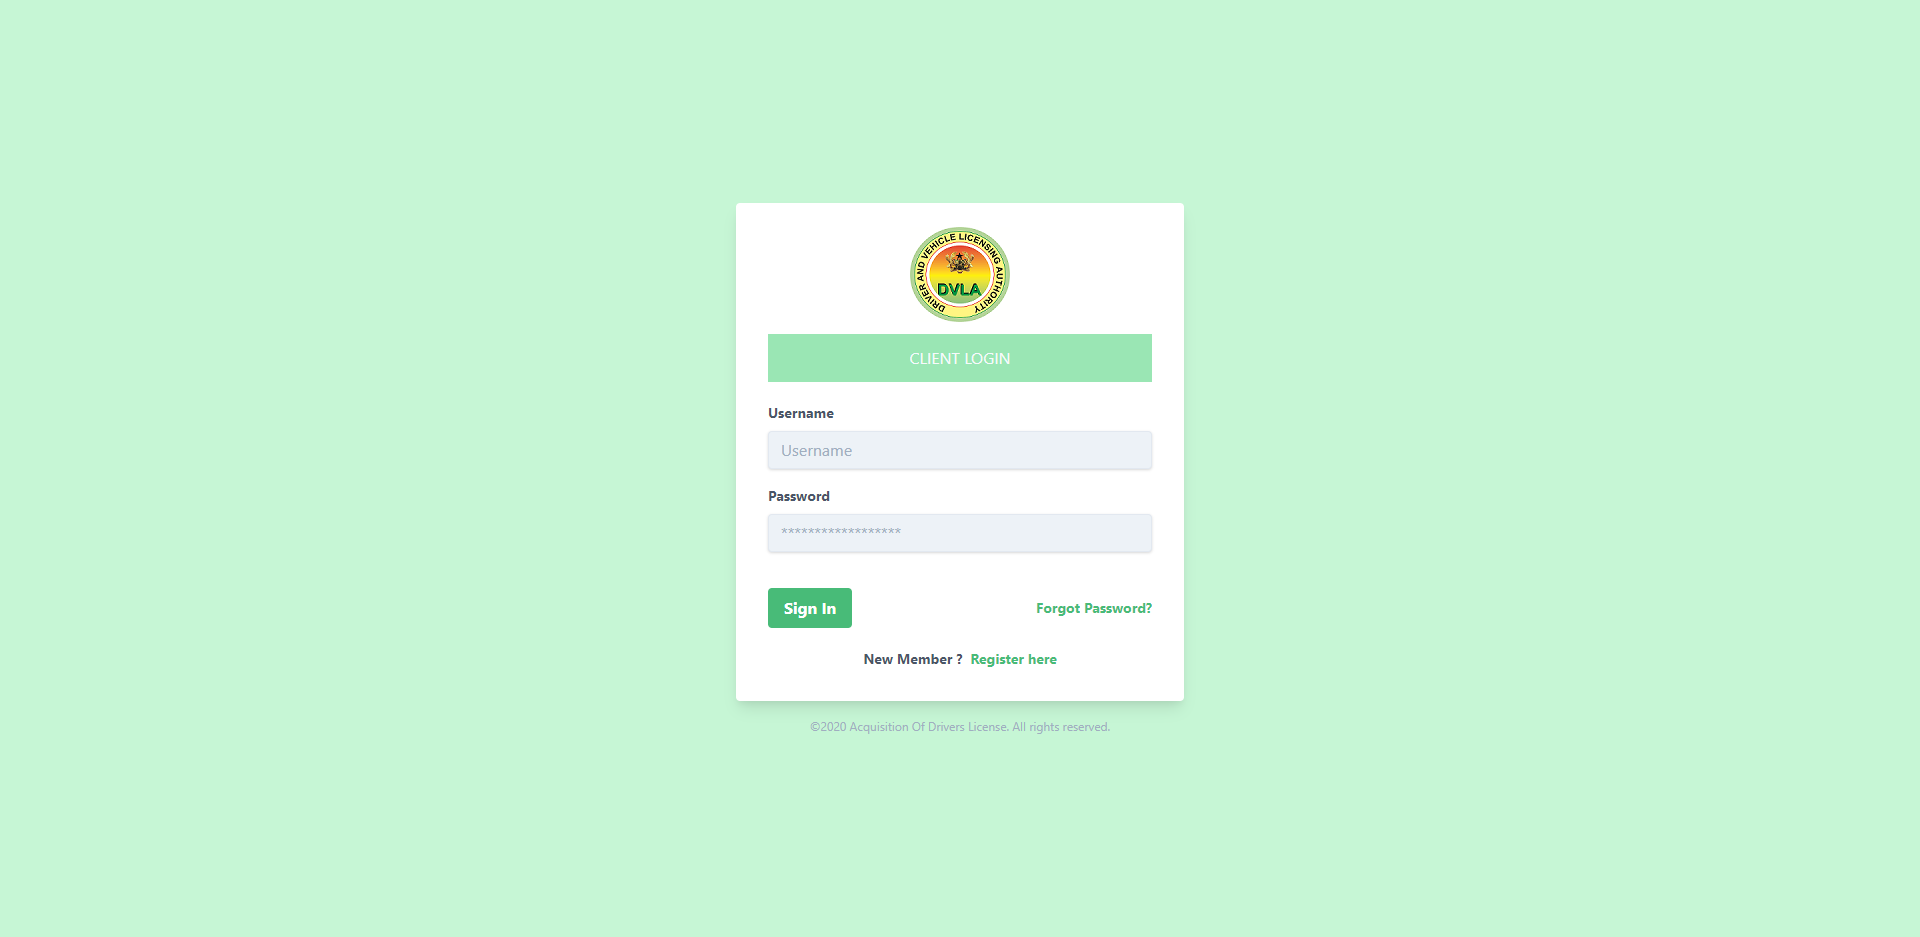 DRIVER AND VEHICLE LICENSING AUTHORITY
DVLA
CLIENT LOGIN
Username
Username
Password
******************
Sign In
Forgot Password?
New Member ? Register here
©2020 Acquisition Of Drivers License. All rights reserved.